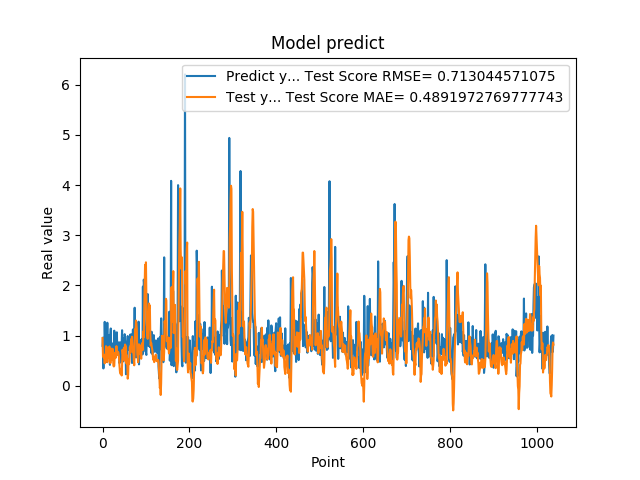 Model predict
Predict y... Test Score RMSE= 0.713044571075
Test y... Test Score MAE= 0.4891972769777743
Real value
6
5
4
3
2
1
0
0 200 400 600 800 1000
Point